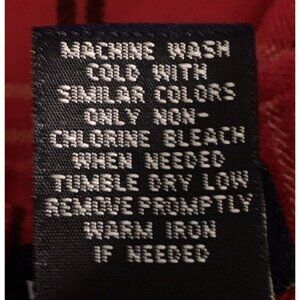 MACHINE WASH
COLD WITH
SIMILAR COLORS
ONLY NON-
CHLORINE BLEACH
WHEN NEEDED
TUMBLE DRY LOW
REMOVE PROMPTLY
WARM IRON
IF NEEDED